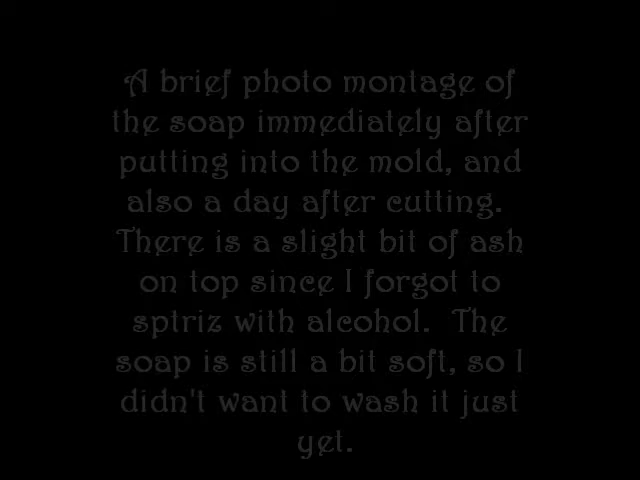 A brief photo montage of
the soap immediately after
putting into the mold, and
also a day after cutting.
There is a slight bit of ash
on top since I forgot to
sptriz with alcohol.  The
soap is still a bit soft, so I
didn't want to wash it just
yet.